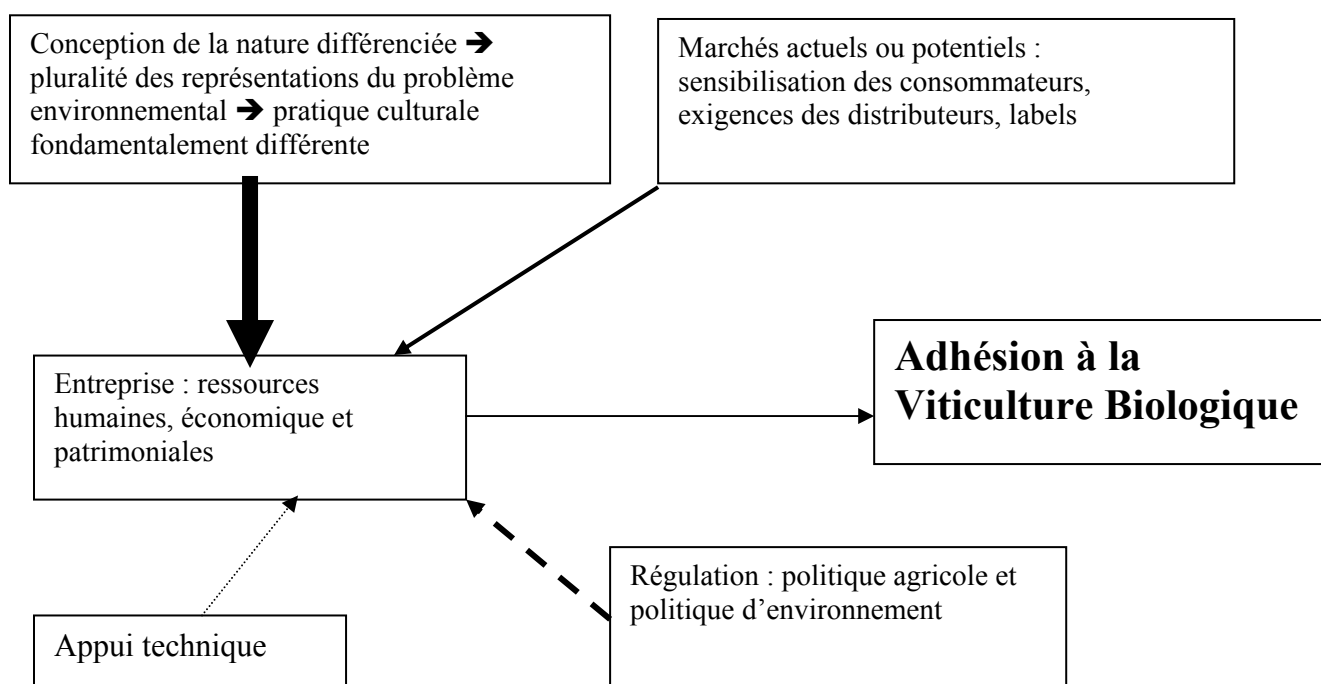 Conception de la nature différenciée ➔
pluralité des représentations du problème
environnemental ➔ pratique culturale
fondamentalement différente
Marchés actuels ou potentiels :
sensibilisation des consommateurs,
exigences des distributeurs, labels
Entreprise : ressources
humaines, économique et
patrimoniales
Adhésion à la
Viticulture Biologique
Régulation : politique agricole et
politique d’environnement
Appui technique